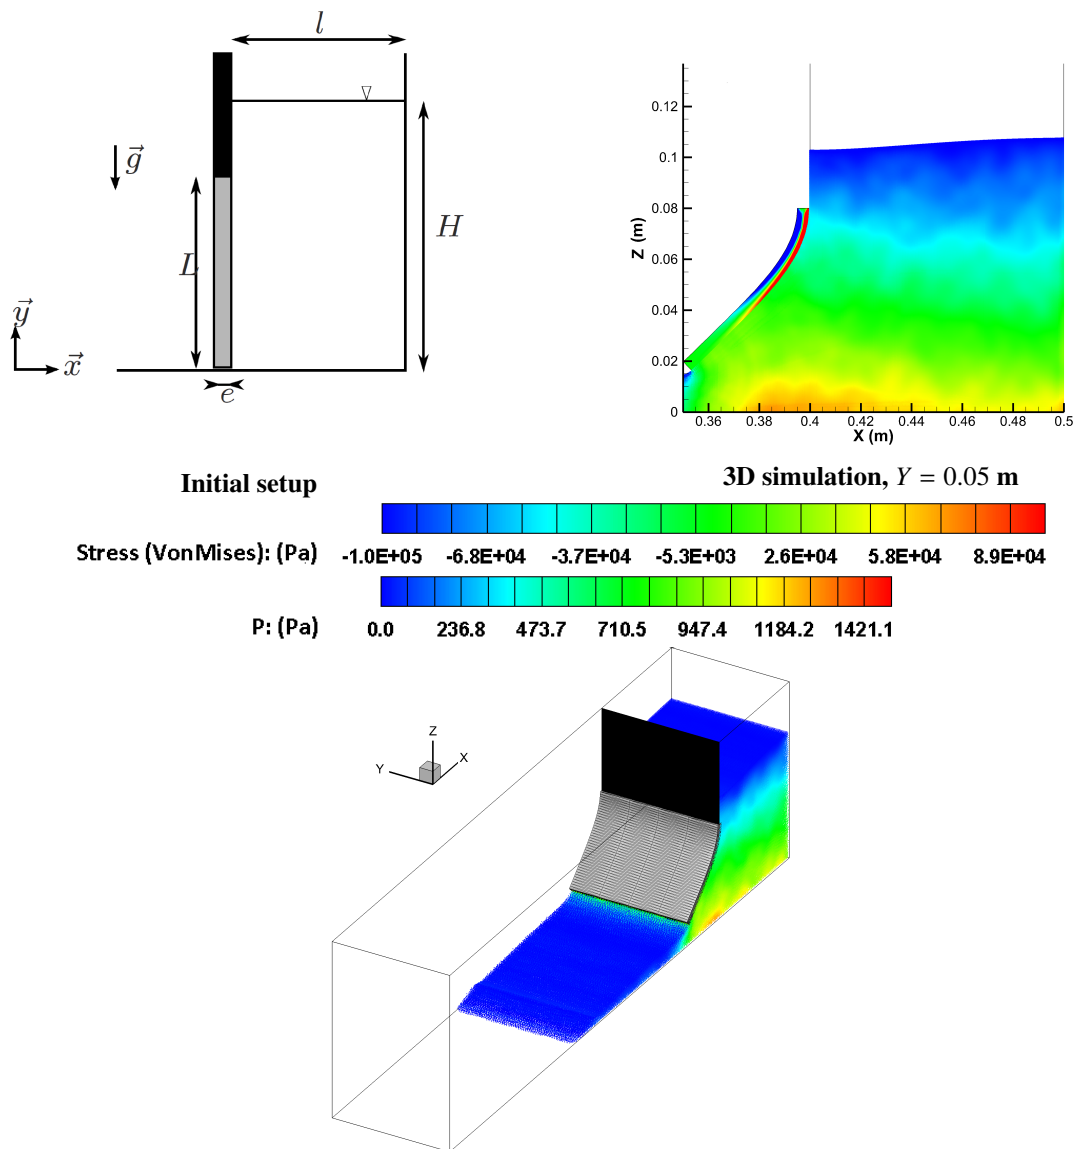 l
g⃗
H
L
y⃗
x⃗
e
0.12
0.1
0.08
0.06
0.04
0.02
0
Z (m)
0.36 0.38 0.4 0.42 0.44 0.46 0.48 0.5
X (m)
Initial setup
3D simulation, Y = 0.05 m
Stress (VonMises): (Pa) -1.0E+05 -6.8E+04 -3.7E+04 -5.3E+03 2.6E+04 5.8E+04 8.9E+04
P: (Pa) 0.0 236.8 473.7 710.5 947.4 1184.2 1421.1
Z
X
Y